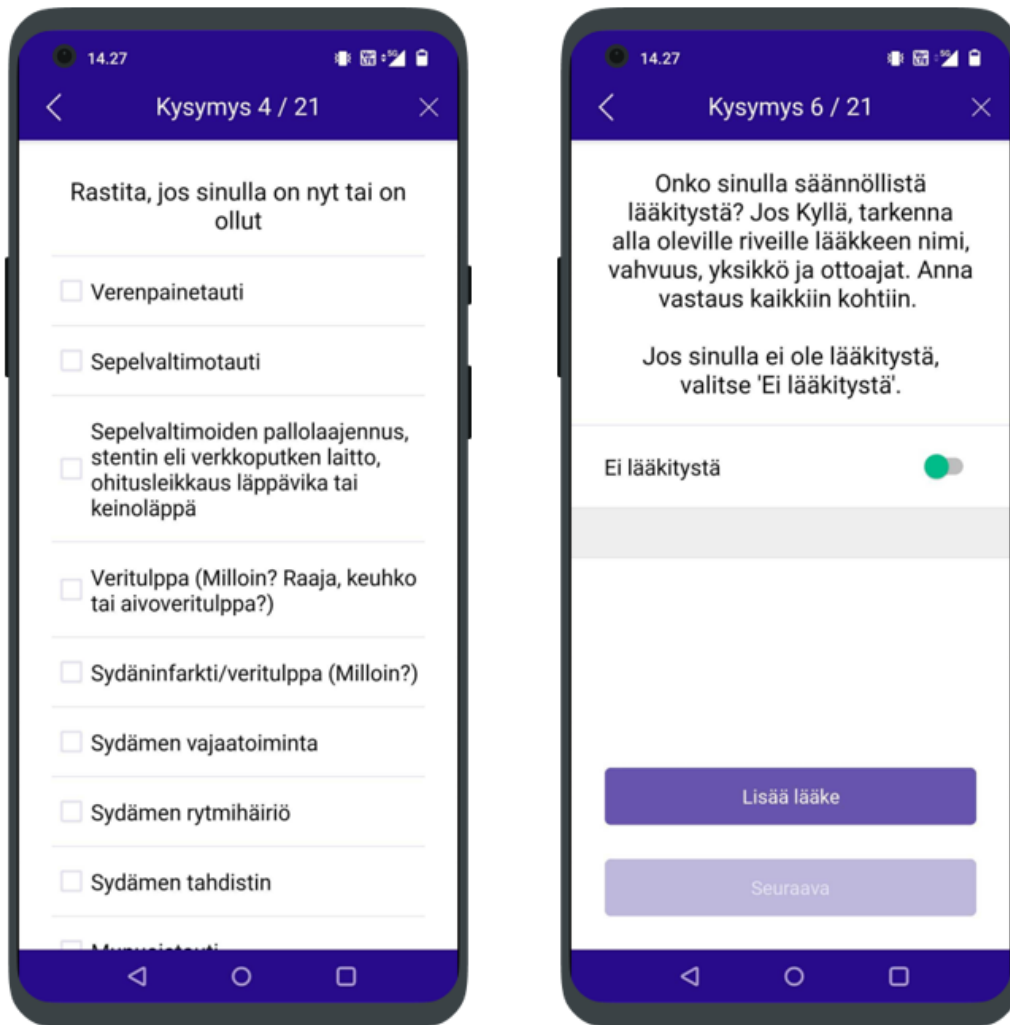 14.27
Kysymys 4 / 21
Rastita, jos sinulla on nyt tai on
ollut
Verenpainetauti
Sepelvaltimotauti
Sepelvaltimoiden pallolaajennus,
stentin eli verkkoputken laitto,
ohitusleikkaus läppävika tai
keinoläppä
Veritulppa (Milloin? Raaja, keuhko
tai aivoveritulppa?)
Sydäninfarkti/veritulppa (Milloin?)
Sydämen vajaatoiminta
Sydämen rytmihäiriö
Sydämen tahdistin
14.27
Kysymys 6 / 21
Onko sinulla säännöllistä
lääkitystä? Jos Kyllä, tarkenna
alla oleville riveille lääkkeen nimi,
vahvuus, yksikkö ja ottoajat. Anna
vastaus kaikkiin kohtiin.
Jos sinulla ei ole lääkitystä,
valitse 'Ei lääkitystä'.
Ei lääkitystä
Lisää lääke
Seuraava